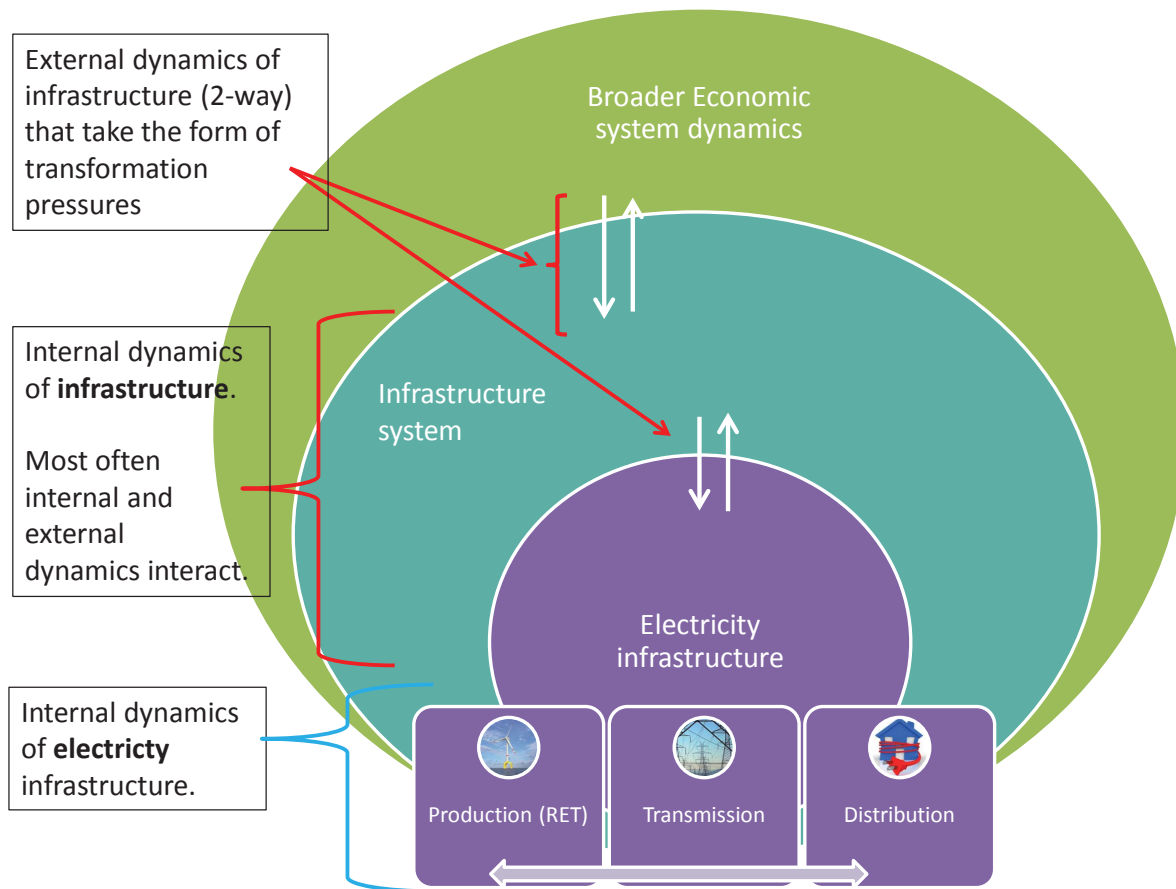 External dynamics of
infrastructure (2-way)
that take the form of
transformation
pressures
Broader Economic
system dynamics
Internal dynamics
of infrastructure.
Most often
internal and
external
dynamics interact.
Infrastructure
system
Electricity
infrastructure
Internal dynamics
of electricty
infrastructure.
Production (RET)
Transmission
Distribution